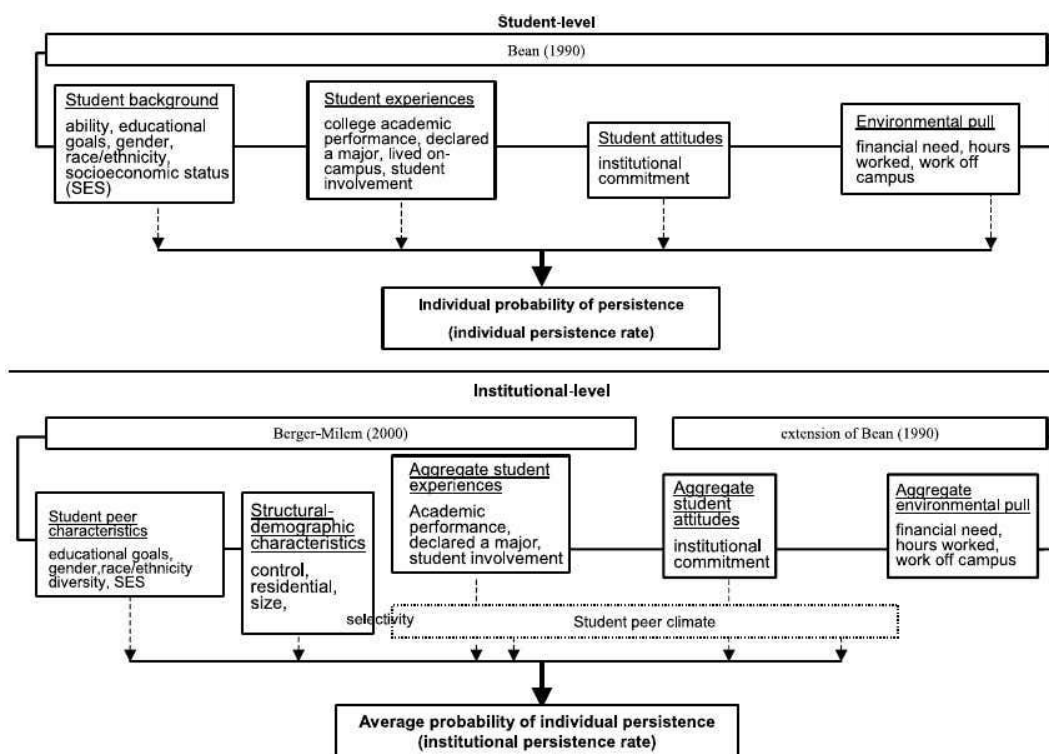 Student-level
Bean (1990)
Student background
ability, educational
goals, gender,
race/ethnicity,
socioeconomic status
(SES)
Student experiences
college academic
performance, declared
a major, lived on-
campus, student
involvement
Student attitudes
institutional
commitment
Environmental pull
financial need, hours
worked, work off
campus
Individual probability of persistence
(individual persistence rate)
Institutional-level
Berger-Milem (2000)
extension of Bean (1990)
Student peer
characteristics
educational goals,
gender,race/ethnicity
diversity, SES
Structural-
demographic
characteristics
control,
residential,
size,
selectivity
Aggregate student
experiences
Academic
performance,
declared a major,
student involvement
Aggregate
student
attitudes
institutional
commitment
Aggregate
environmental pull
financial need,
hours worked,
work off campus
Student peer climate
Average probability of individual persistence
(institutional persistence rate)